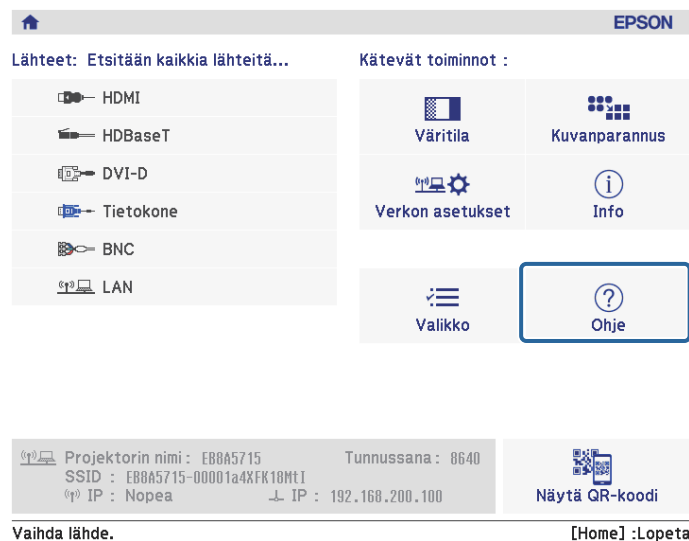 EPSON
Lähteet: Etsitään kaikkia lähteitä...
HDMI
HDBaseT
DVI-D
Tietokone
BNC
LAN
Kätevät toiminnot :
Väritila
Kuvanparannus
Verkon asetukset
Info
Valikko
Ohje
Projektorin nimi : EB8A5715 Tunnussana : 8640
SSID : EB8A5715-00001a4XFK18MtI
IP : Nopea IP : 192.168.200.100
Näytä QR-koodi
Vaihda lähde.
[Home] :Lopeta